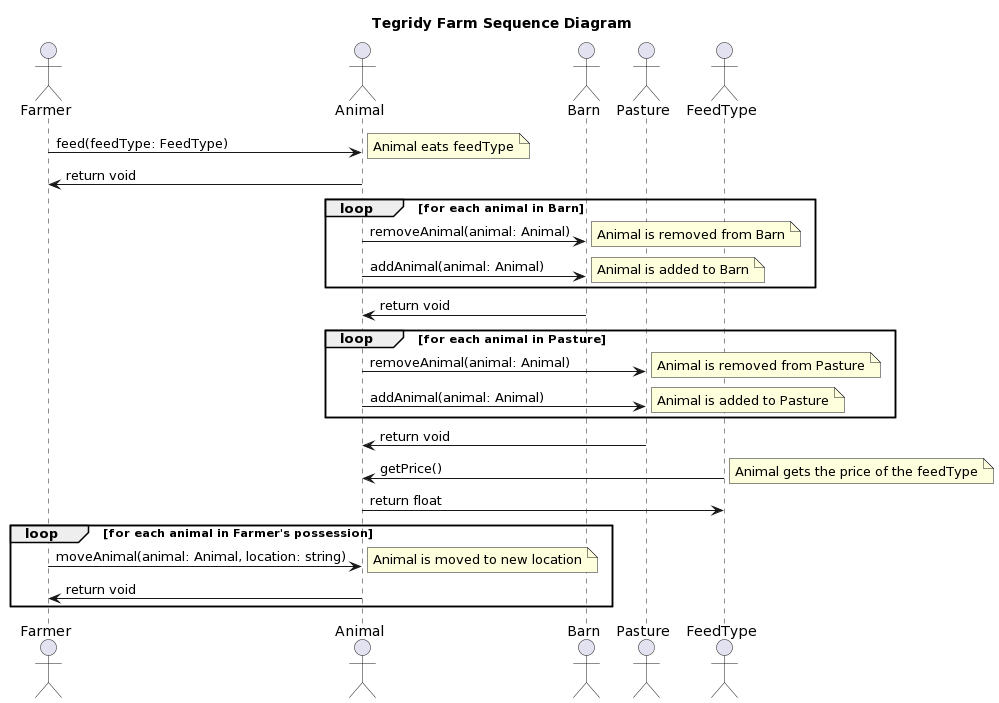 Tegridy Farm Sequence Diagram
Farmer
Animal
Barn
Pasture
FeedType
feed(feedType: FeedType)
Animal eats feedType
return void
loop
[for each animal in Barn]
removeAnimal(animal: Animal)
Animal is removed from Barn
addAnimal(animal: Animal)
Animal is added to Barn
return void
loop
[for each animal in Pasture]
removeAnimal(animal: Animal)
Animal is removed from Pasture
addAnimal(animal: Animal)
Animal is added to Pasture
return void
getPrice()
Animal gets the price of the feedType
return float
loop
[for each animal in Farmer's possession]
moveAnimal(animal: Animal, location: string)
Animal is moved to new location
return void
Farmer
Animal
Barn
Pasture
FeedType